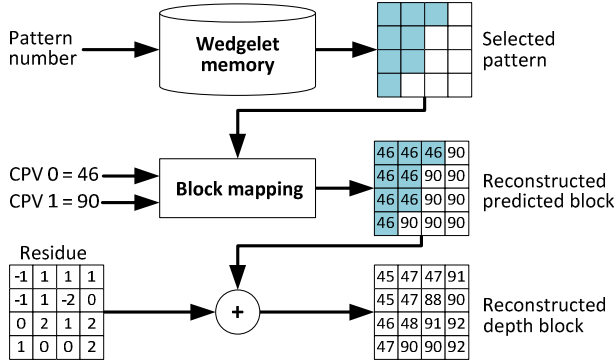 Pattern number
Wedgelet memory
Selected pattern
CPV 0 = 46
CPV 1 = 90
Block mapping
46 46 46 90
46 46 90 90
46 46 90 90
46 90 90 90
Reconstructed predicted block
Residue
-1 1 1 1
-1 1 -2 0
0 2 1 2
1 0 0 2
+
45 47 47 91
45 47 88 90
46 48 91 92
47 90 90 92
Reconstructed depth block